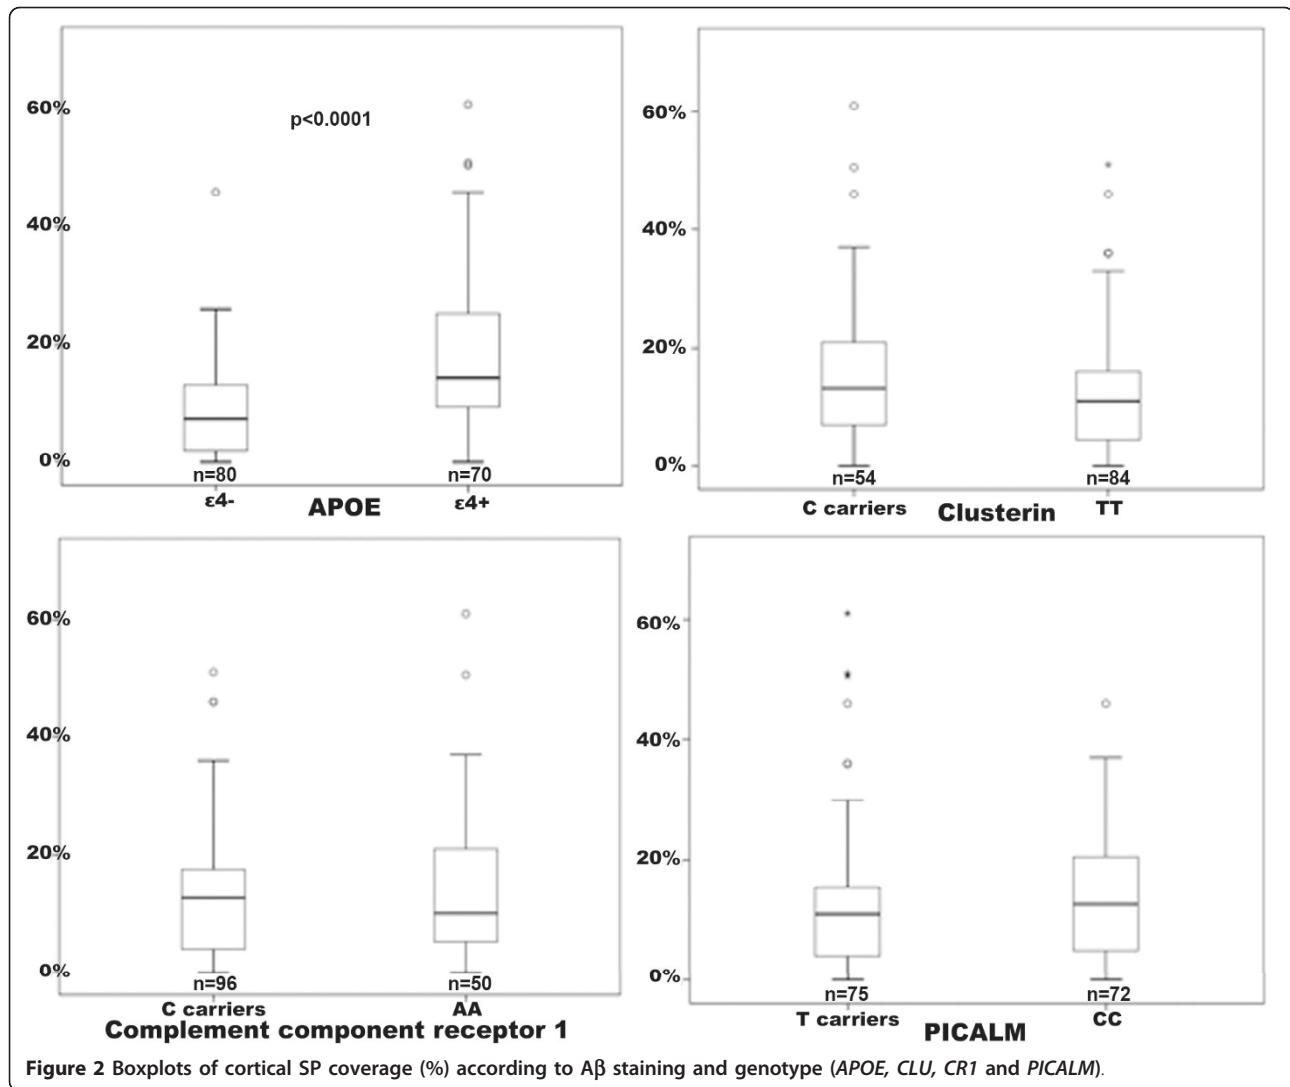 60%
40%
20%
0%
p<0.0001
n=80
n=70
ε4-
APOE
ε4+
60%
40%
20%
0%
n=54
n=84
C carriers
Clusterin
TT
60%
40%
20%
0%
n=96
n=50
C carriers
AA
Complement component receptor 1
60%
40%
20%
0%
n=75
n=72
T carriers
PICALM
CC
Figure 2 Boxplots of cortical SP coverage (%) according to Aβ staining and genotype (APOE, CLU, CR1 and PICALM).